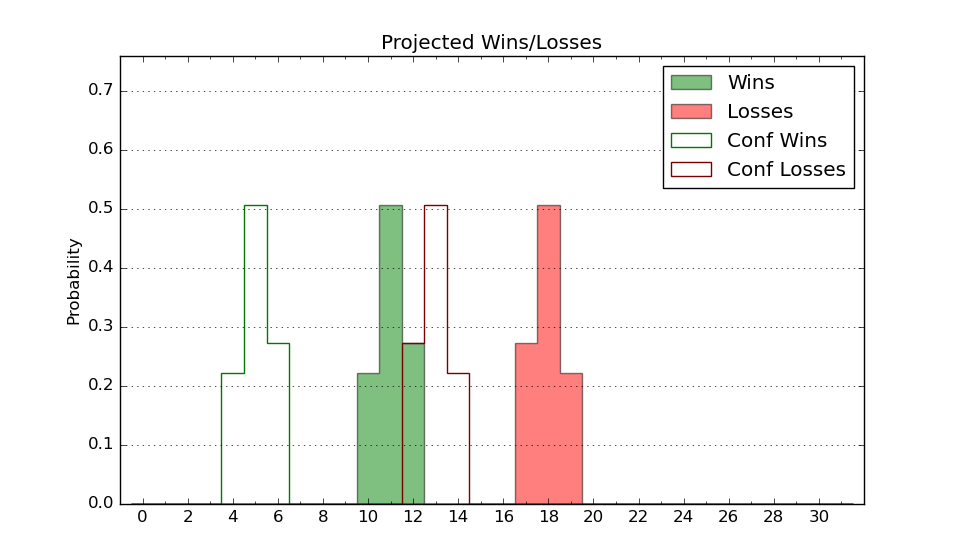 Projected Wins/Losses
Wins
Losses
Conf Wins
Conf Losses
Probability
0.7
0.6
0.5
0.4
0.3
0.2
0.1
0.0
0 2 4 6 8 10 12 14 16 18 20 22 24 26 28 30